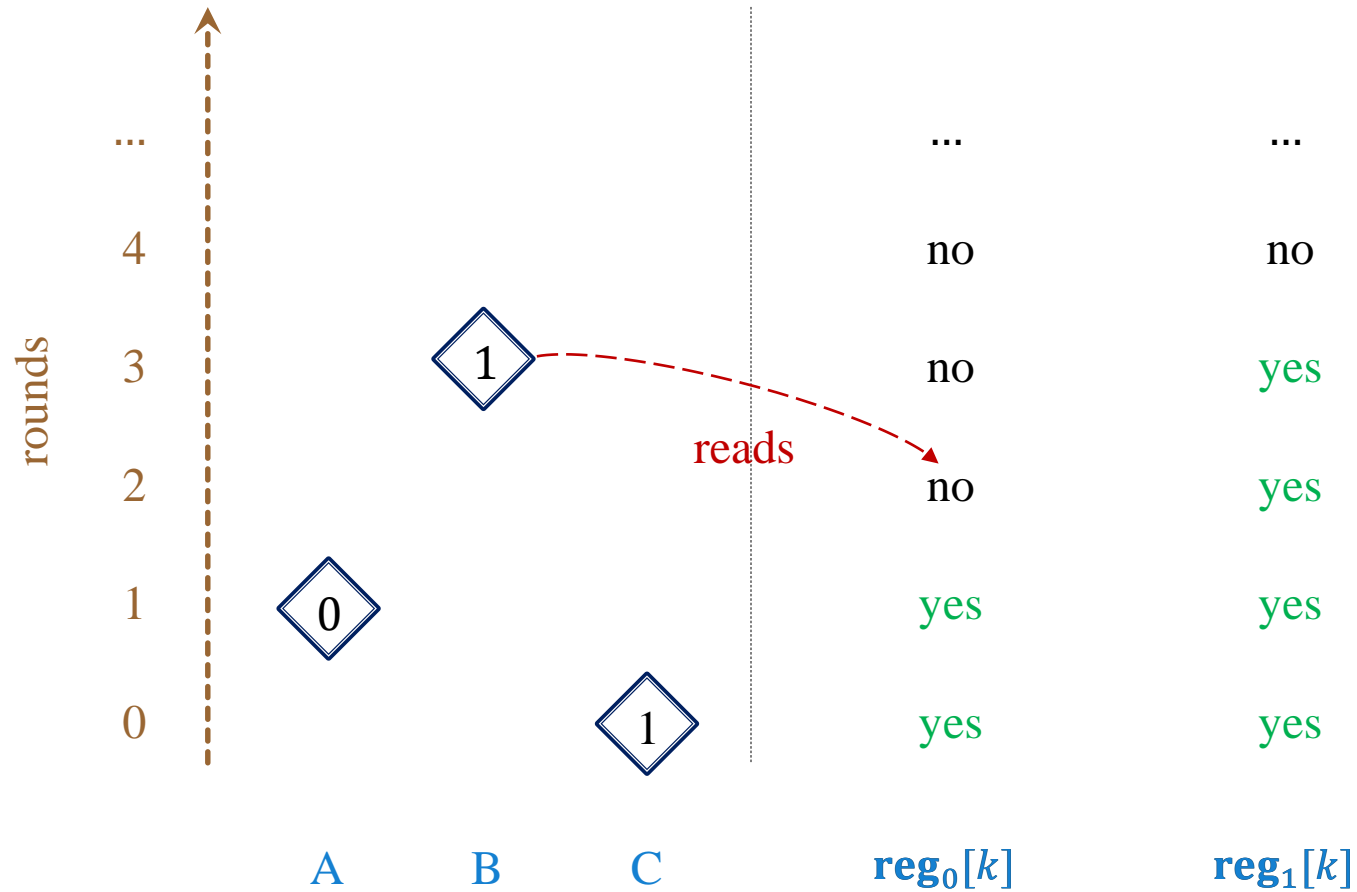 ... ... ...
4 no no
rounds
3 1 no yes
reads
2 no yes
1 0 yes yes
0 1 yes yes
A B C reg₀[k] reg₁[k]